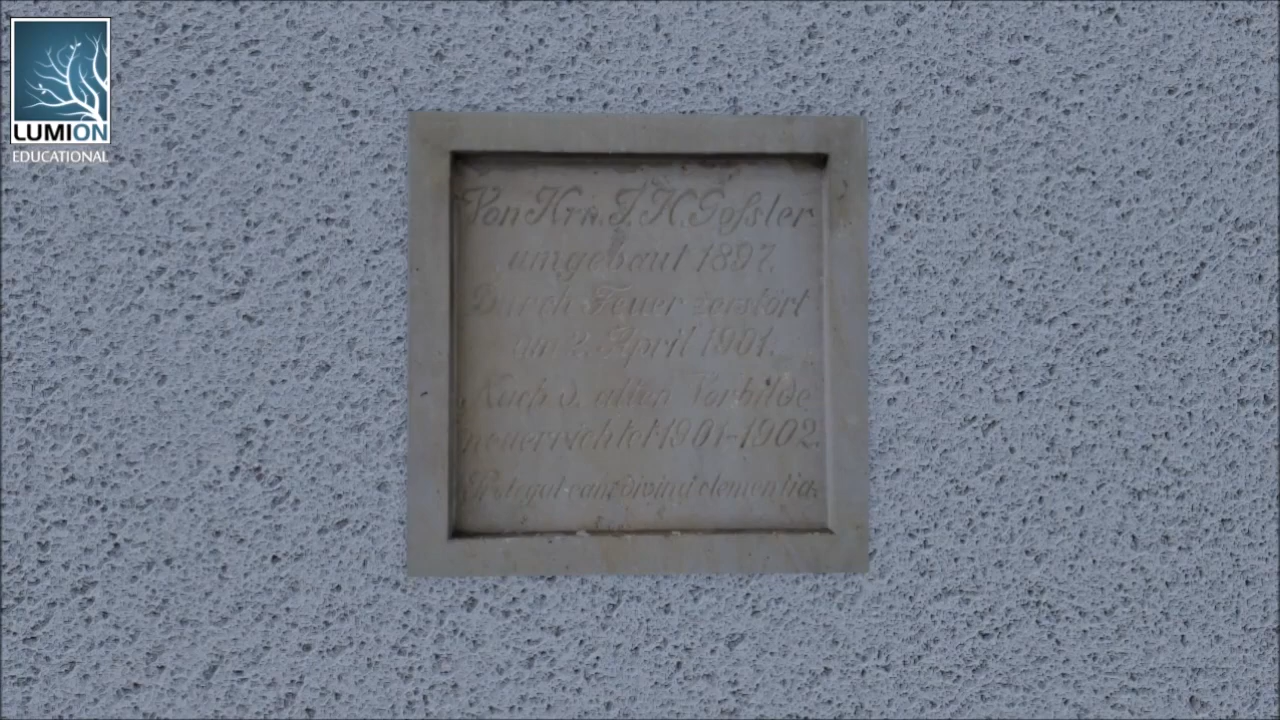 LUMION
EDUCATIONAL
Von Hrn. J. H. Goßler
umgebaut 1897.
Durch Feuer zerstört
am 2. April 1901.
Nach d. alten Vorbilde
neuerrichtet 1901-1902.
Protegat eam divina clementia.